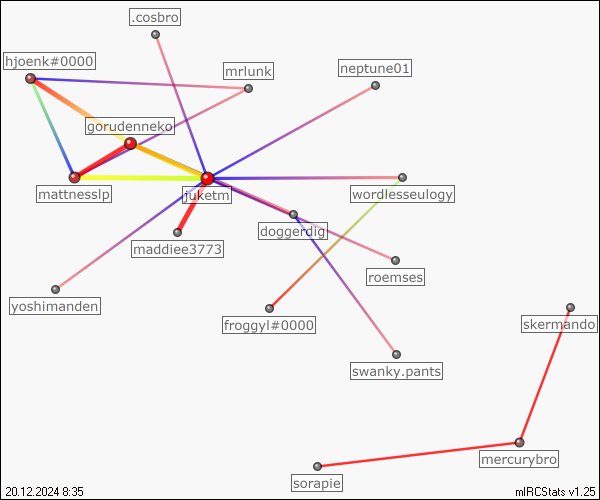 .cosbro
hjoenk#0000
mrlunk
neptune01
gorudenneko
mattnesslp
juketm
wordlesseulogy
doggerdig
maddiee3773
roemses
yoshimanden
froggyl#0000
skermando
swanky.pants
mercurybro
sorapie
20.12.2024 8:35
mIRCStats v1.25